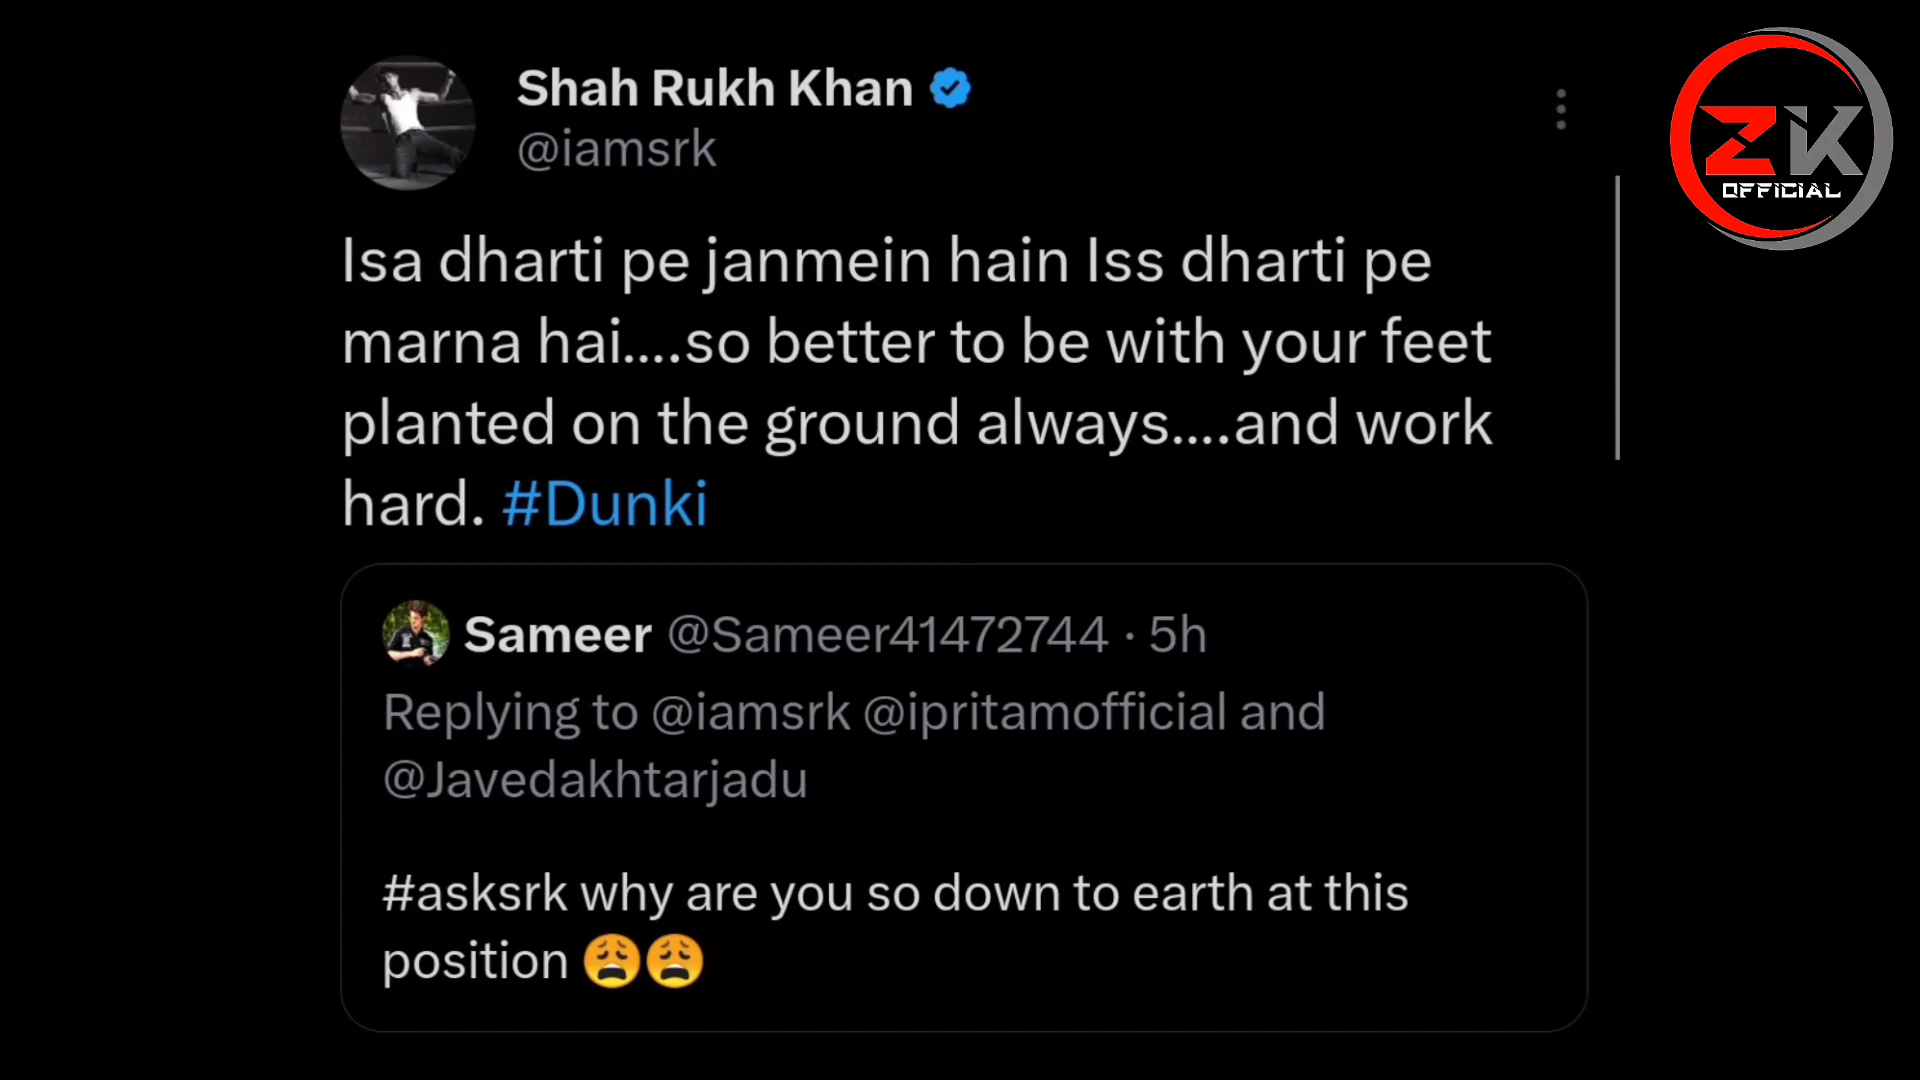 Shah Rukh Khan
@iamsrk
ZK
OFFICIAL
Isa dharti pe janmein hain Iss dharti pe
marna hai....so better to be with your feet
planted on the ground always....and work
hard. #Dunki
Sameer @Sameer41472744 · 5h
Replying to @iamsrk @ipritamofficial and
@Javedakhtarjadu
#asksrk why are you so down to earth at this
position 😩😩